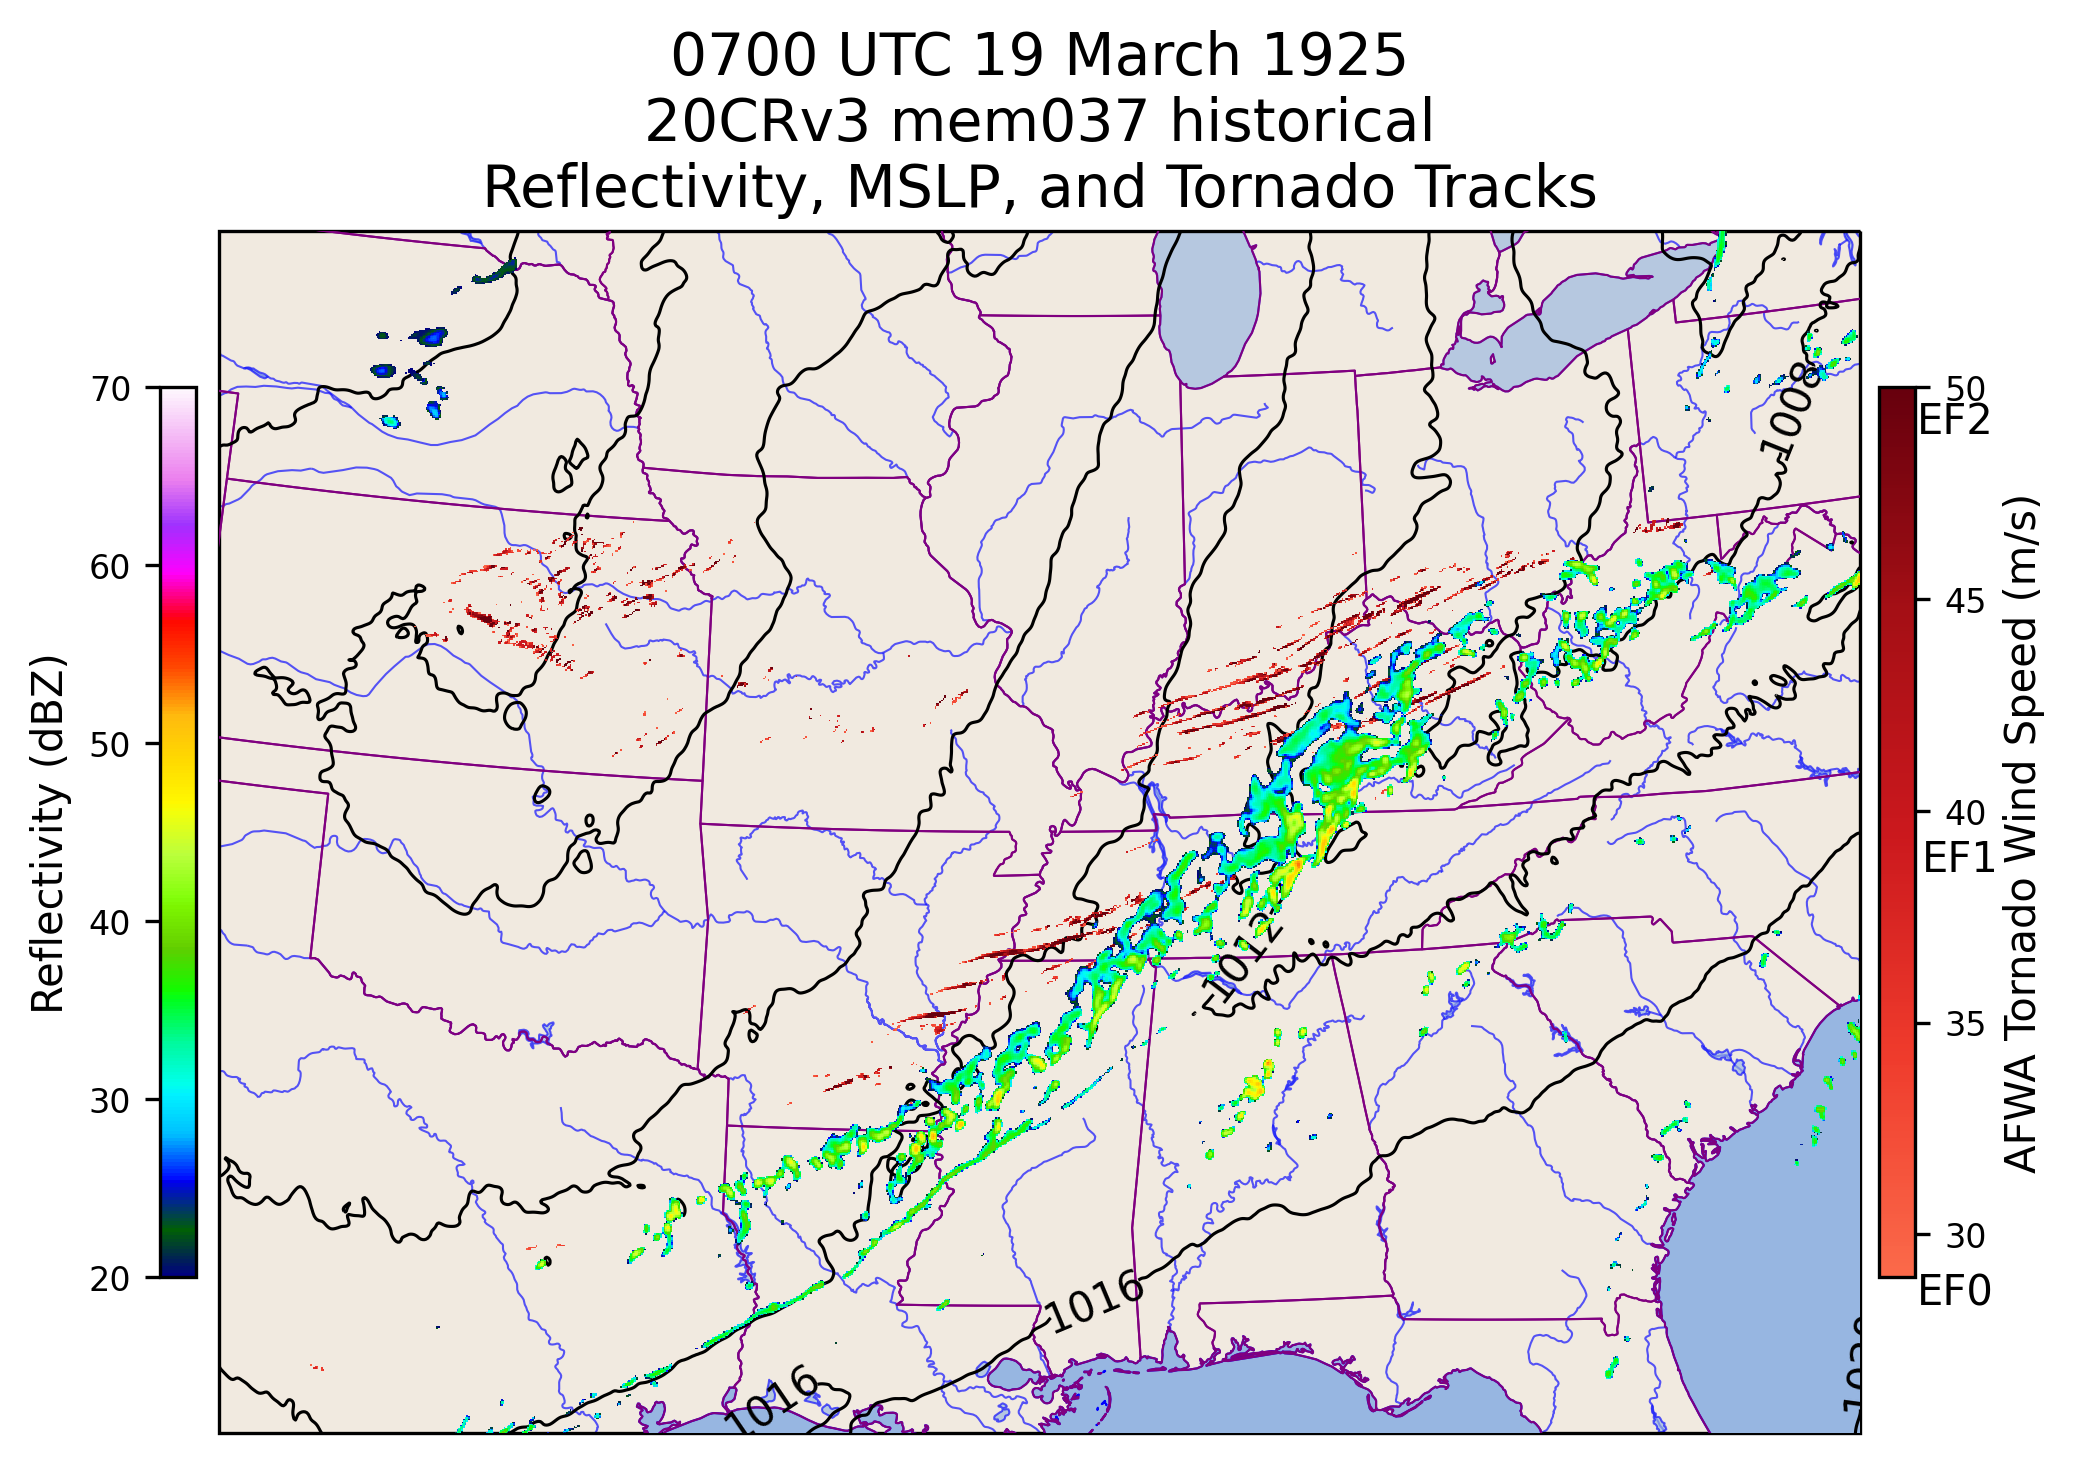 0700 UTC 19 March 1925
20CRv3 mem037 historical
Reflectivity, MSLP, and Tornado Tracks
70
60
50
40
30
20
Reflectivity (dBZ)
1008
1012
1016
1016
1020
50
EF2
45
40
EF1
35
30
EF0
AFWA Tornado Wind Speed (m/s)